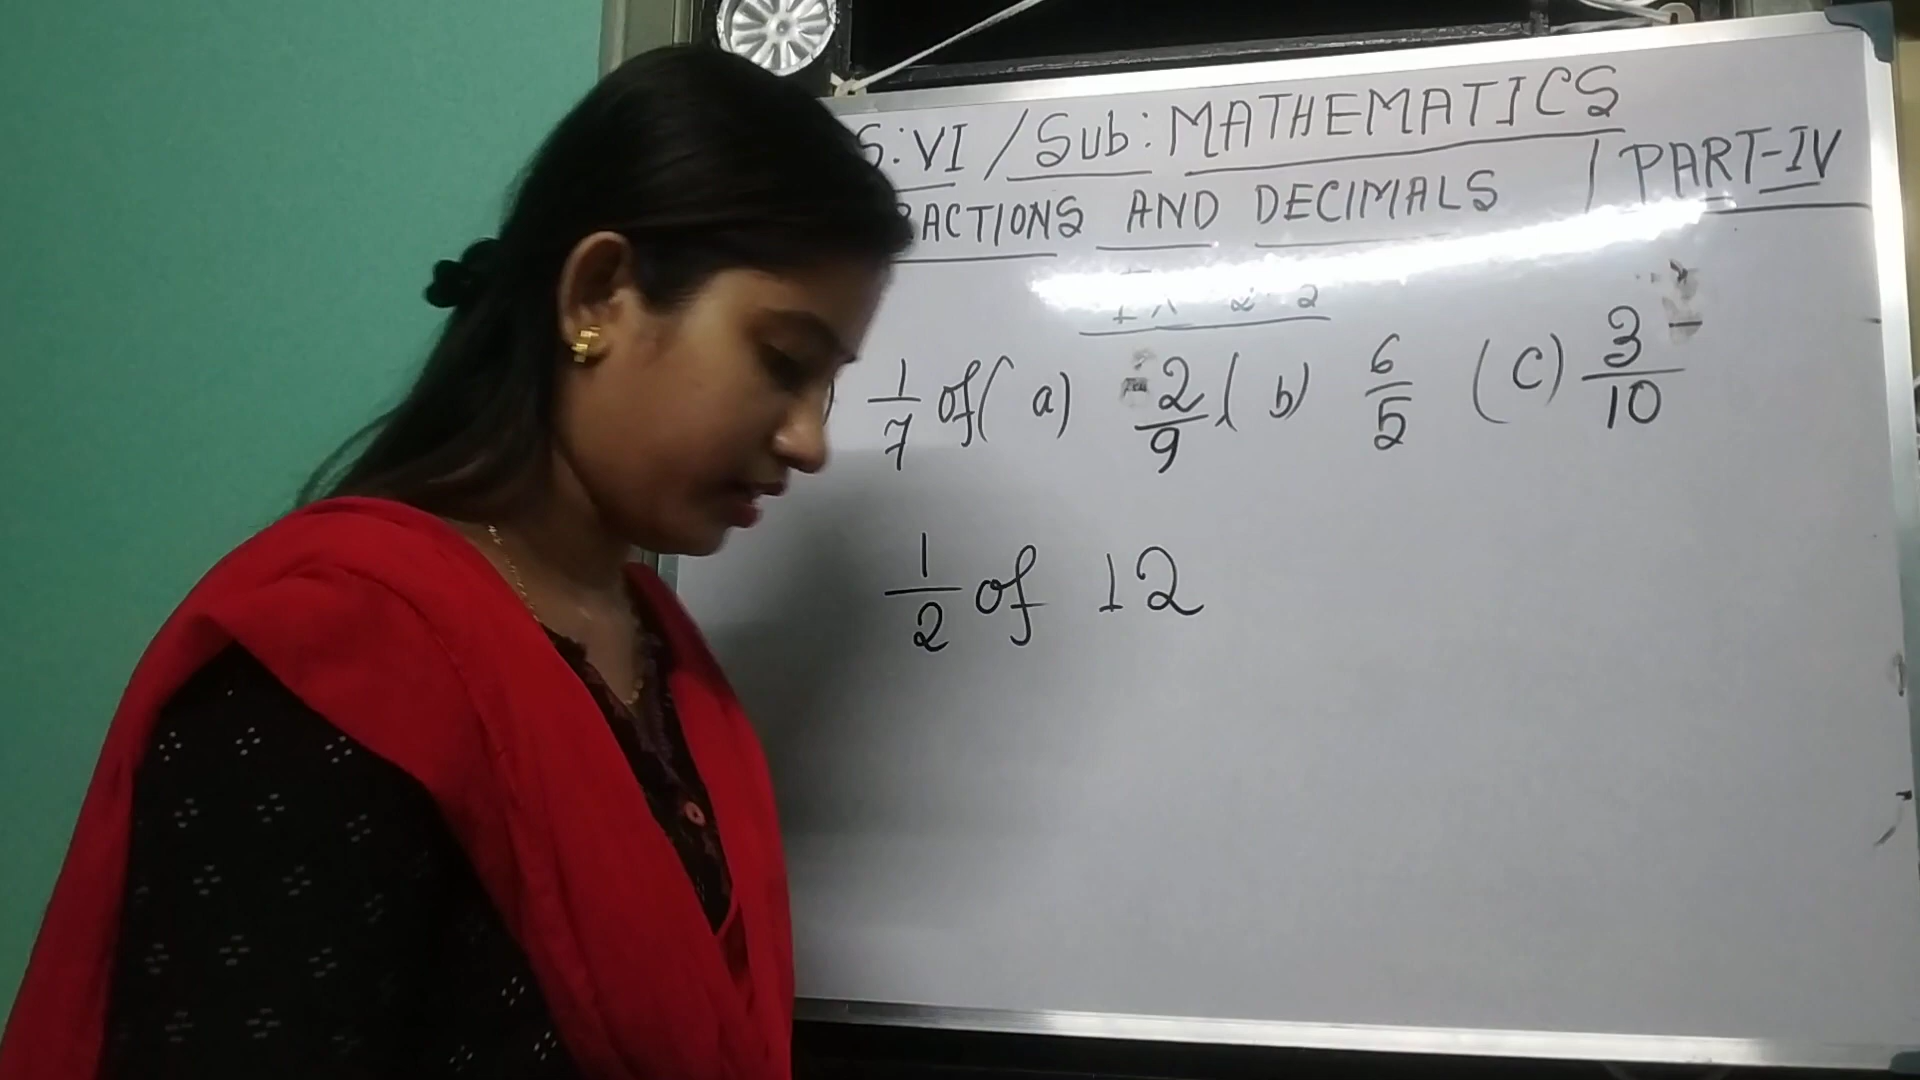 S:VI / Sub: MATHEMATICS
RACTIONS AND DECIMALS / PART-IV
) 1/7 of (a) 2/9 (b) 6/5 (c) 3/10
1/2 of 12